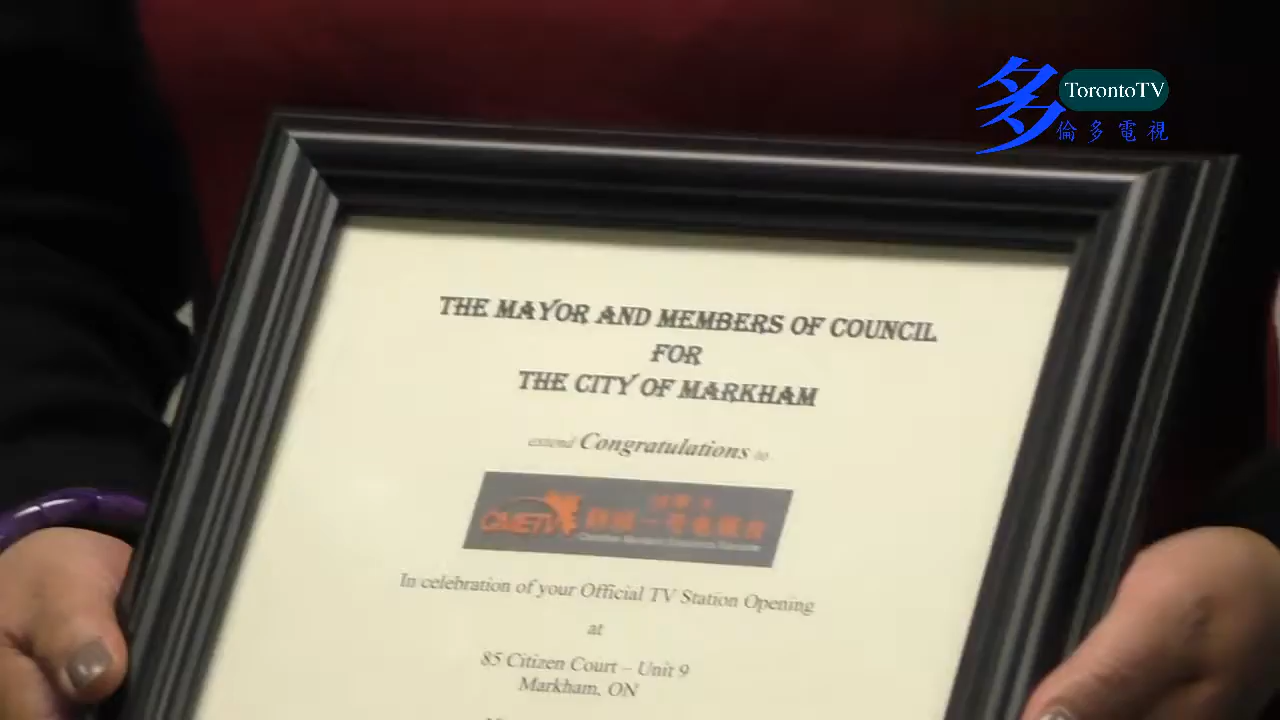 多
TorontoTV
倫多電視
THE MAYOR AND MEMBERS OF COUNCIL
FOR
THE CITY OF MARKHAM
extend Congratulations to
CMETV
In celebration of your Official TV Station Opening
at
85 Citizen Court – Unit 9
Markham, ON